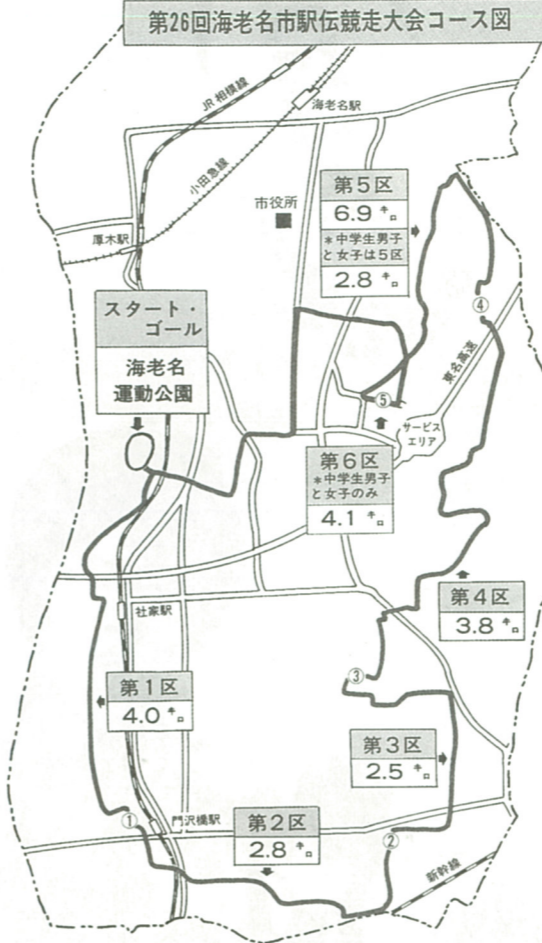 第26回海老名市駅伝競走大会コース図
JR相模線
海老名駅
小田急線
市役所
厚木駅
第5区
6.9キロ
*中学生男子
と女子は5区
2.8キロ
スタート・
ゴール
海老名
運動公園
④
東名高速
⑤
サービス
エリア
第6区
*中学生男子
と女子のみ
4.1キロ
社家駅
第4区
3.8キロ
③
第1区
4.0キロ
第3区
2.5キロ
①
門沢橋駅
第2区
2.8キロ
②
新幹線